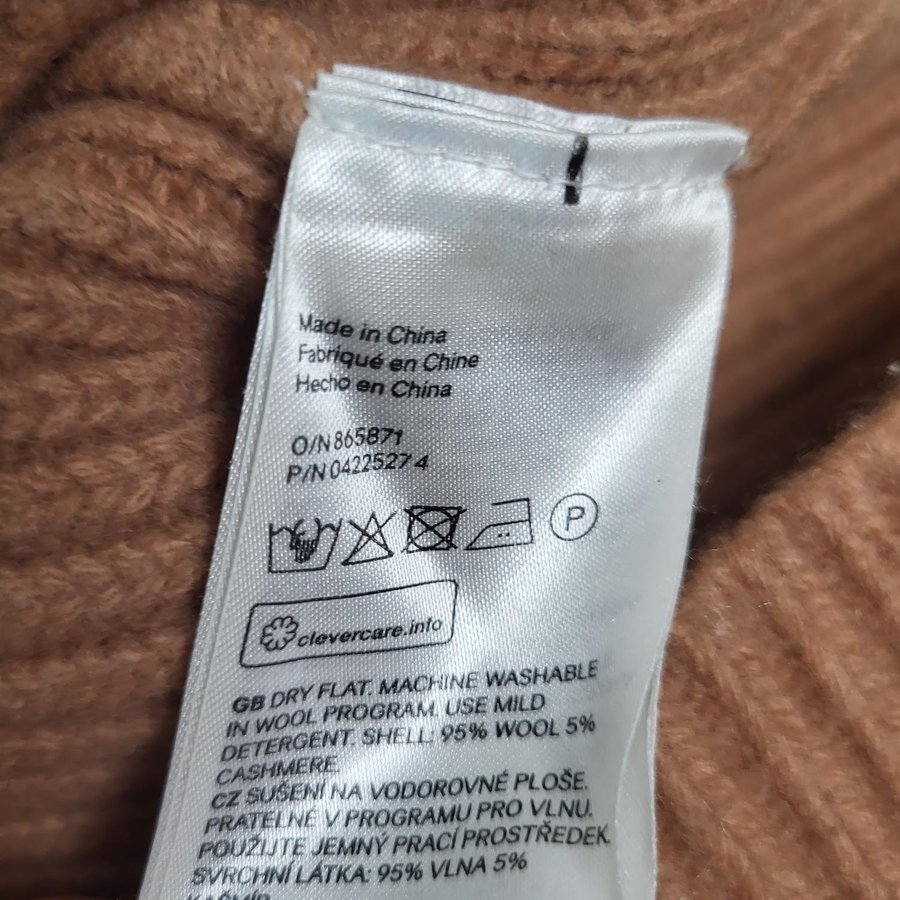 Made in China
Fabriqué en Chine
Hecho en China
O/N 865871
P/N 04225274
P
clevercare.info
GB DRY FLAT. MACHINE WASHABLE
IN WOOL PROGRAM. USE MILD
DETERGENT. SHELL: 95% WOOL 5%
CASHMERE
CZ SUŠENÍ NA VODOROVNÉ PLOŠE.
PRATELNÉ V PROGRAMU PRO VLNU.
POUŽIJTE JEMNÝ PRACÍ PROSTŘEDEK.
SVRCHNÍ LÁTKA: 95% VLNA 5%
KAŠMÍR